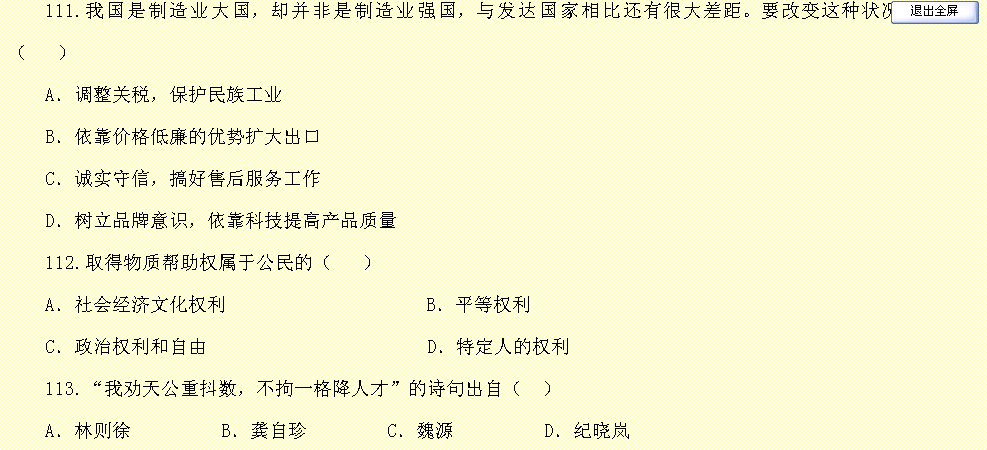 111.我国是制造业大国，却并非是制造业强国，与发达国家相比还有很大差距。要改变这种状况
退出全屏
（ ）
A．调整关税，保护民族工业
B．依靠价格低廉的优势扩大出口
C．诚实守信，搞好售后服务工作
D．树立品牌意识，依靠科技提高产品质量
112.取得物质帮助权属于公民的（ ）
A．社会经济文化权利 B．平等权利
C．政治权利和自由 D．特定人的权利
113.“我劝天公重抖数，不拘一格降人才”的诗句出自（ ）
A．林则徐 B．龚自珍 C．魏源 D．纪晓岚